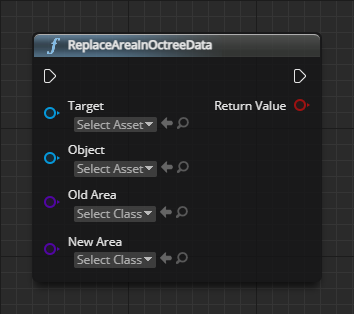 f ReplaceAreaInOctreeData
Target Return Value
Select Asset
Object
Select Asset
Old Area
Select Class
New Area
Select Class